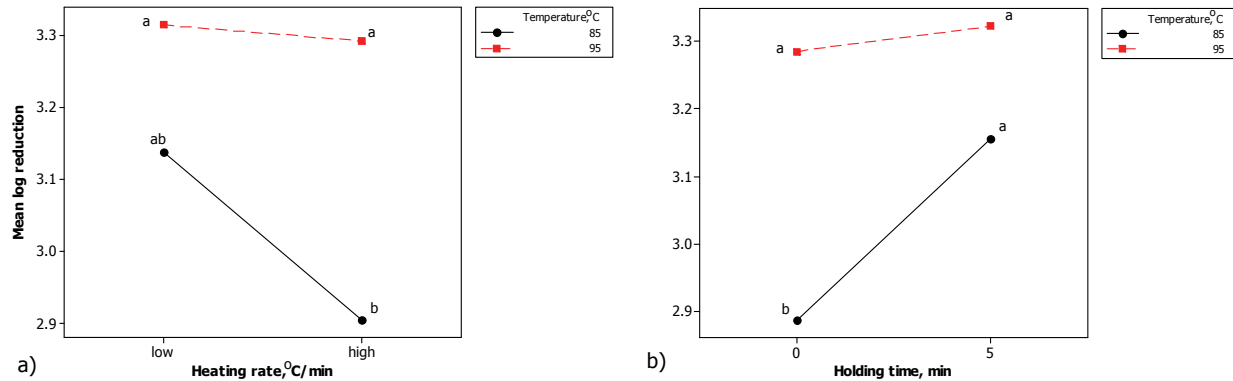 Temperature,°C
85
95
3.3
3.2
3.1
3.0
2.9
Mean log reduction
a
a
ab
b
low
high
Heating rate,°C/min
a)
Temperature,°C
85
95
3.3
3.2
3.1
3.0
2.9
a
a
a
b
0
5
Holding time, min
b)